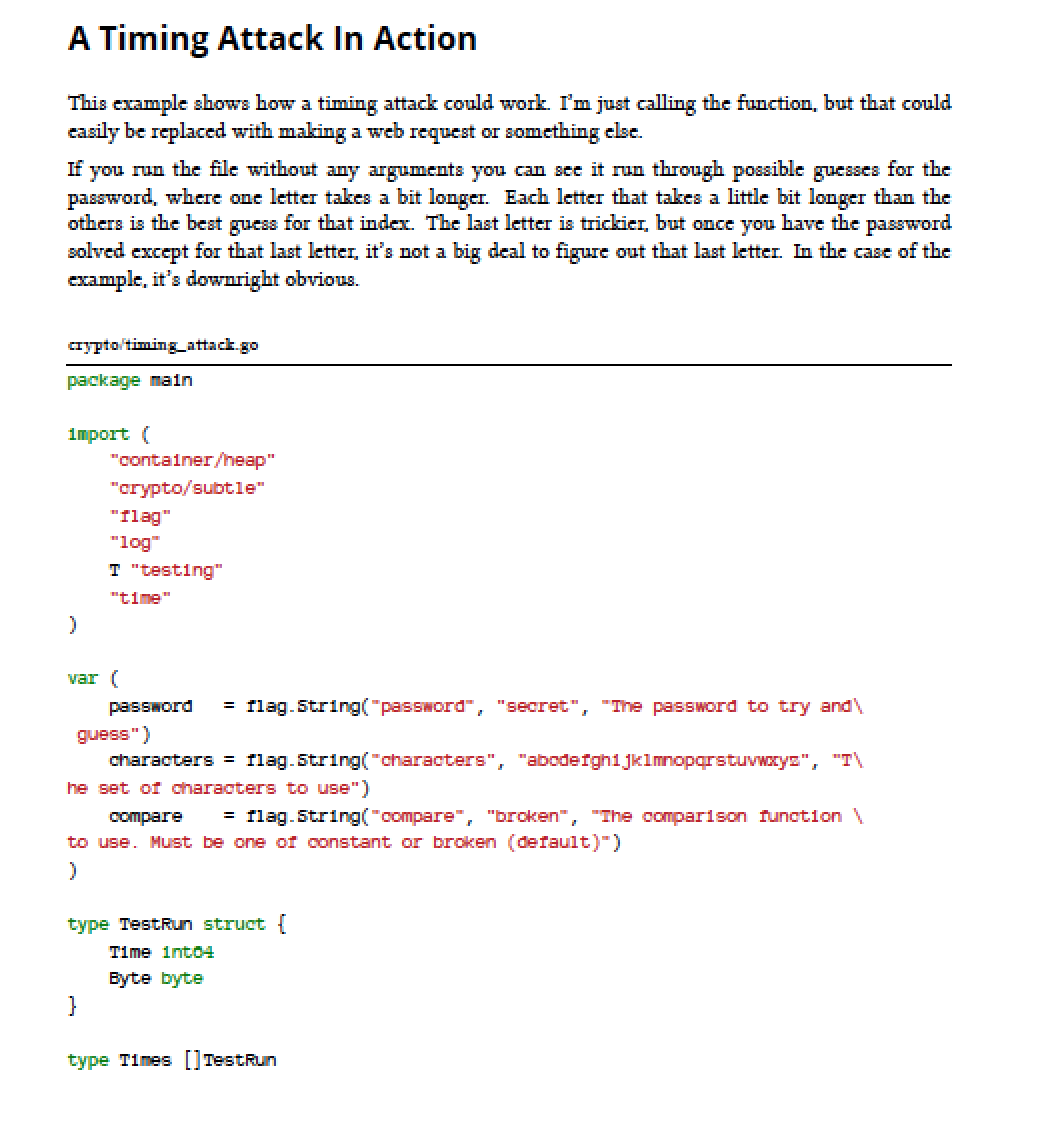 A Timing Attack In Action
This example shows how a timing attack could work. I'm just calling the function, but that could
easily be replaced with making a web request or something else.
If you run the file without any arguments you can see it run through possible guesses for the
password, where one letter takes a bit longer. Each letter that takes a little bit longer than the
others is the best guess for that index. The last letter is trickier, but once you have the password
solved except for that last letter, it's not a big deal to figure out that last letter. In the case of the
example, it's downright obvious.
crypto/timing_attack.go
package main
import (
    "container/heap"
    "crypto/subtle"
    "flag"
    "log"
    T "testing"
    "time"
)
var (
    password   = flag.String("password", "secret", "The password to try and\
 guess")
    characters = flag.String("characters", "abcdefghijklmnopqrstuvwxyz", "T\
he set of characters to use")
    compare    = flag.String("compare", "broken", "The comparison function \
to use. Must be one of constant or broken (default)")
)
type TestRun struct {
    Time int64
    Byte byte
}
type Times []TestRun